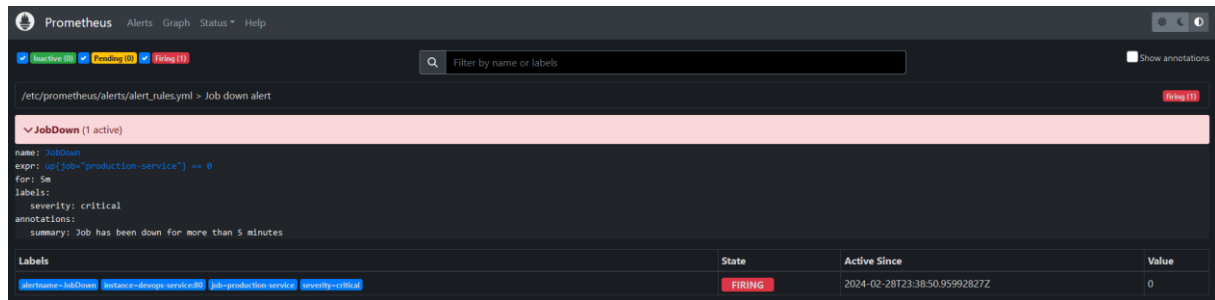 Prometheus Alerts Graph Status Help
Inactive (0) Pending (0) Firing (1) Filter by name or labels Show annotations
/etc/prometheus/alerts/alert_rules.yml > Job down alert firing (1)
JobDown (1 active)
name: JobDown
expr: up{job="production-service"} == 0
for: 5m
labels:
severity: critical
annotations:
summary: Job has been down for more than 5 minutes
Labels State Active Since Value
alertname=JobDown instance=devops-service:80 job=production-service severity=critical FIRING 2024-02-28T23:38:50.95992827Z 0